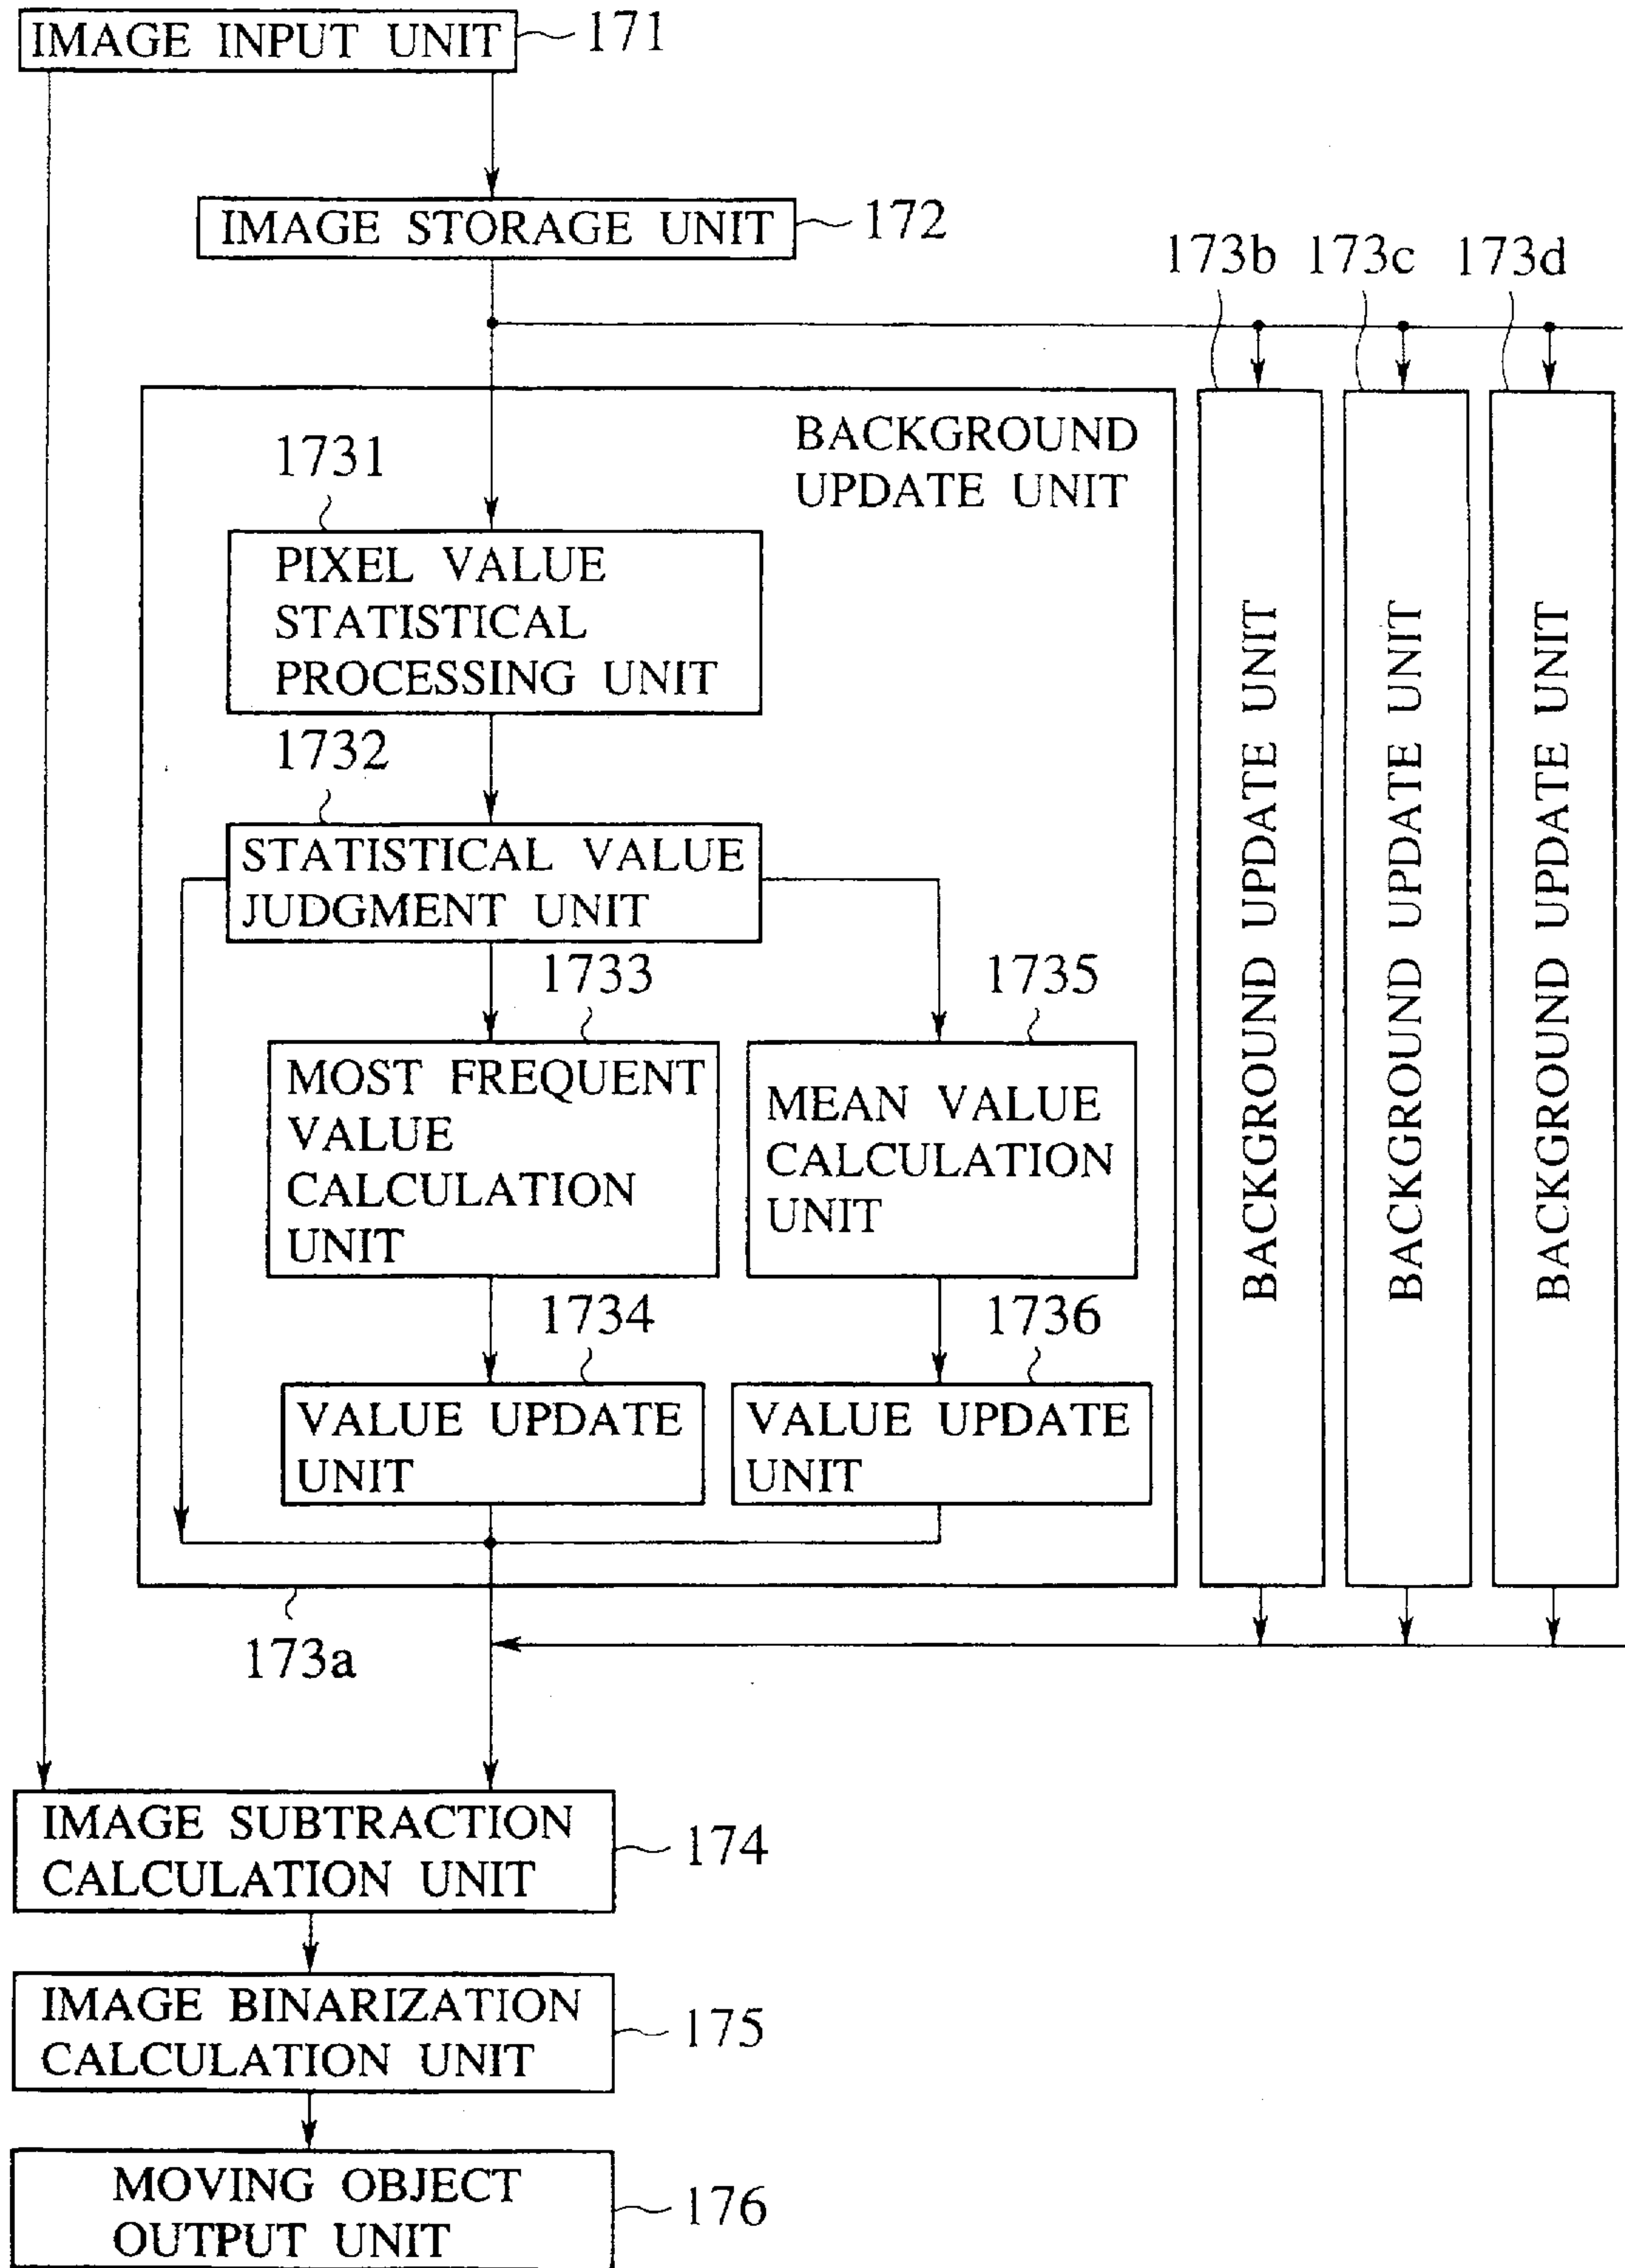 IMAGE INPUT UNIT
171
IMAGE STORAGE UNIT
172
173b
173c
173d
BACKGROUND
UPDATE UNIT
1731
PIXEL VALUE
STATISTICAL
PROCESSING UNIT
1732
STATISTICAL VALUE
JUDGMENT UNIT
1733
MOST FREQUENT
VALUE
CALCULATION
UNIT
1735
MEAN VALUE
CALCULATION
UNIT
1734
VALUE UPDATE
UNIT
1736
VALUE UPDATE
UNIT
173a
BACKGROUND UPDATE UNIT
BACKGROUND UPDATE UNIT
BACKGROUND UPDATE UNIT
IMAGE SUBTRACTION
CALCULATION UNIT
174
IMAGE BINARIZATION
CALCULATION UNIT
175
MOVING OBJECT
OUTPUT UNIT
176